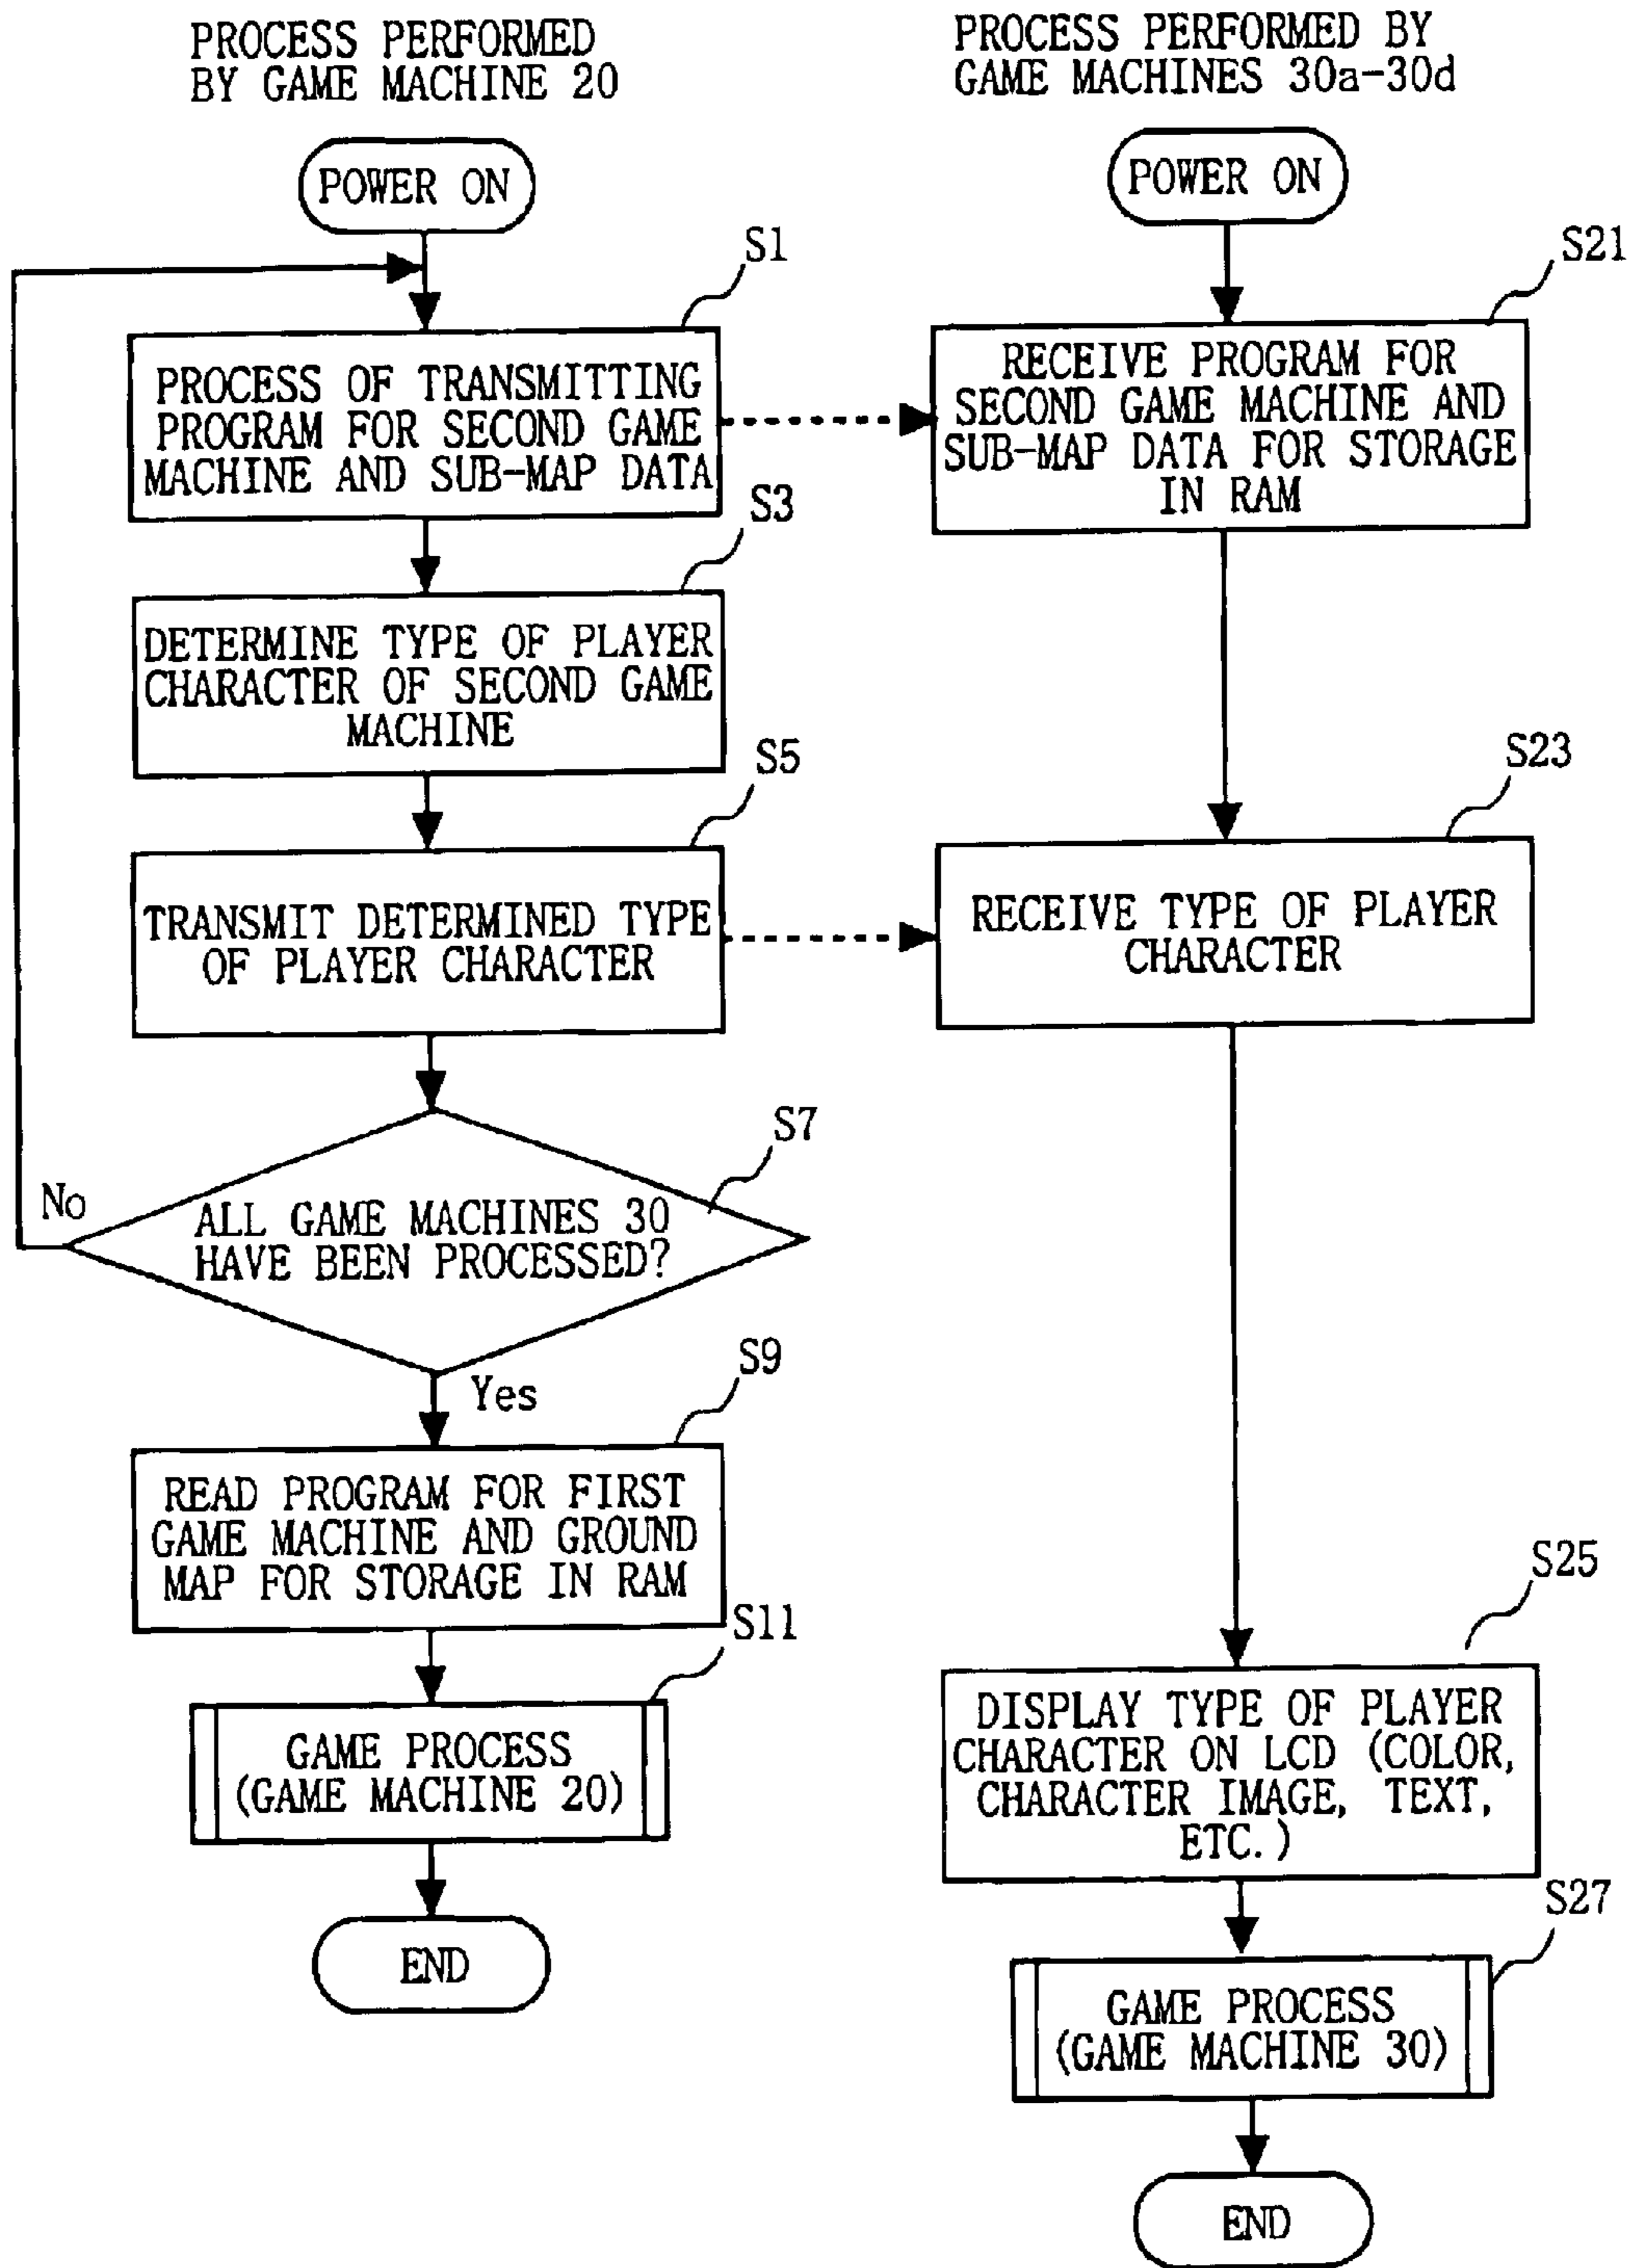 PROCESS PERFORMED
BY GAME MACHINE 20
POWER ON
S1
PROCESS OF TRANSMITTING
PROGRAM FOR SECOND GAME
MACHINE AND SUB-MAP DATA
S3
DETERMINE TYPE OF PLAYER
CHARACTER OF SECOND GAME
MACHINE
S5
TRANSMIT DETERMINED TYPE
OF PLAYER CHARACTER
S7
No
ALL GAME MACHINES 30
HAVE BEEN PROCESSED?
Yes
S9
READ PROGRAM FOR FIRST
GAME MACHINE AND GROUND
MAP FOR STORAGE IN RAM
S11
GAME PROCESS
(GAME MACHINE 20)
END
PROCESS PERFORMED BY
GAME MACHINES 30a-30d
POWER ON
S21
RECEIVE PROGRAM FOR
SECOND GAME MACHINE AND
SUB-MAP DATA FOR STORAGE
IN RAM
S23
RECEIVE TYPE OF PLAYER
CHARACTER
S25
DISPLAY TYPE OF PLAYER
CHARACTER ON LCD (COLOR,
CHARACTER IMAGE, TEXT,
ETC.)
S27
GAME PROCESS
(GAME MACHINE 30)
END